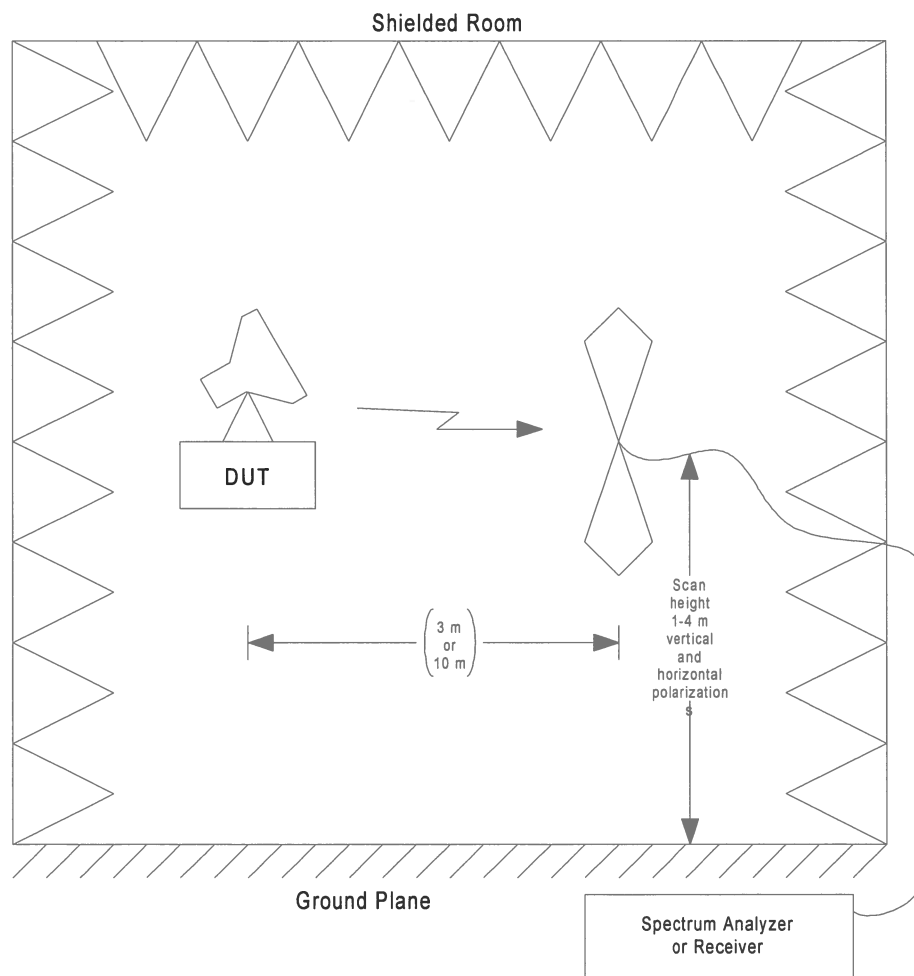 Shielded Room
DUT
3 m
or
10 m
Scan
height
1-4 m
vertical
and
horizontal
polarization
s
Ground Plane
Spectrum Analyzer
or Receiver